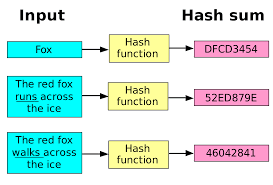 Input Hash sum
Fox Hash function DFCD3454
The red fox
runs across
the ice
Hash
function
52ED879E
The red fox
walks across
the ice
Hash
function
46042841